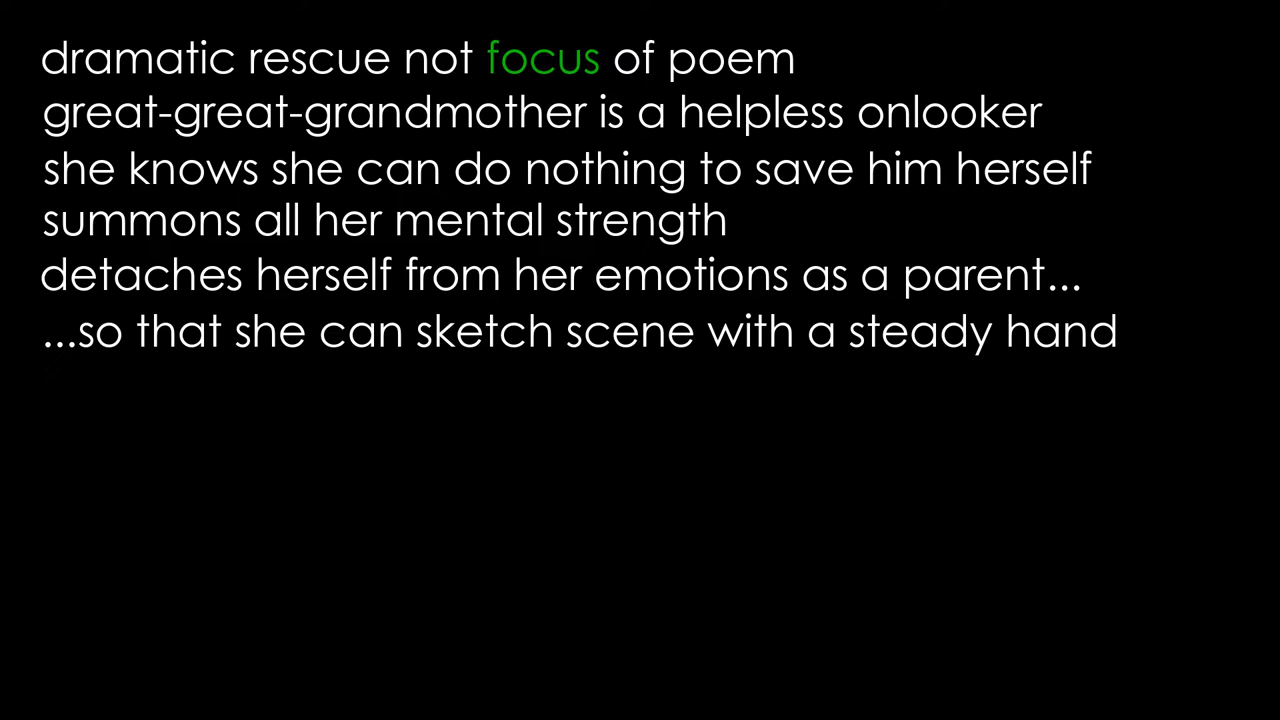 dramatic rescue not focus of poem
great-great-grandmother is a helpless onlooker
she knows she can do nothing to save him herself
summons all her mental strength
detaches herself from her emotions as a parent...
...so that she can sketch scene with a steady hand